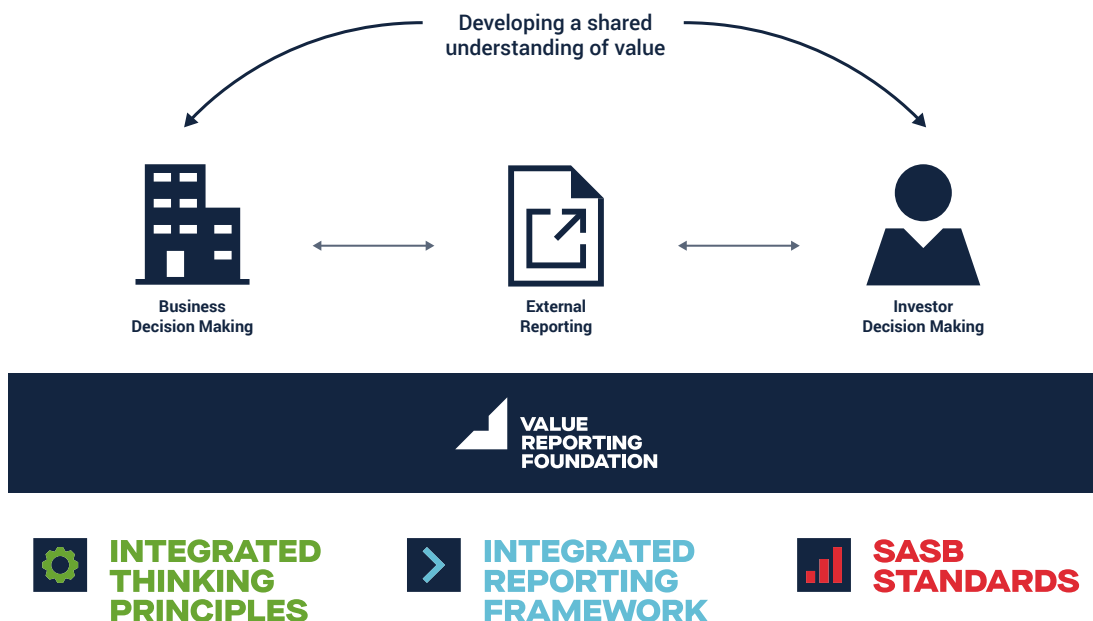 Developing a shared
understanding of value
Business
Decision Making
External
Reporting
Investor
Decision Making
VALUE
REPORTING
FOUNDATION
INTEGRATED
THINKING
PRINCIPLES
INTEGRATED
REPORTING
FRAMEWORK
SASB
STANDARDS